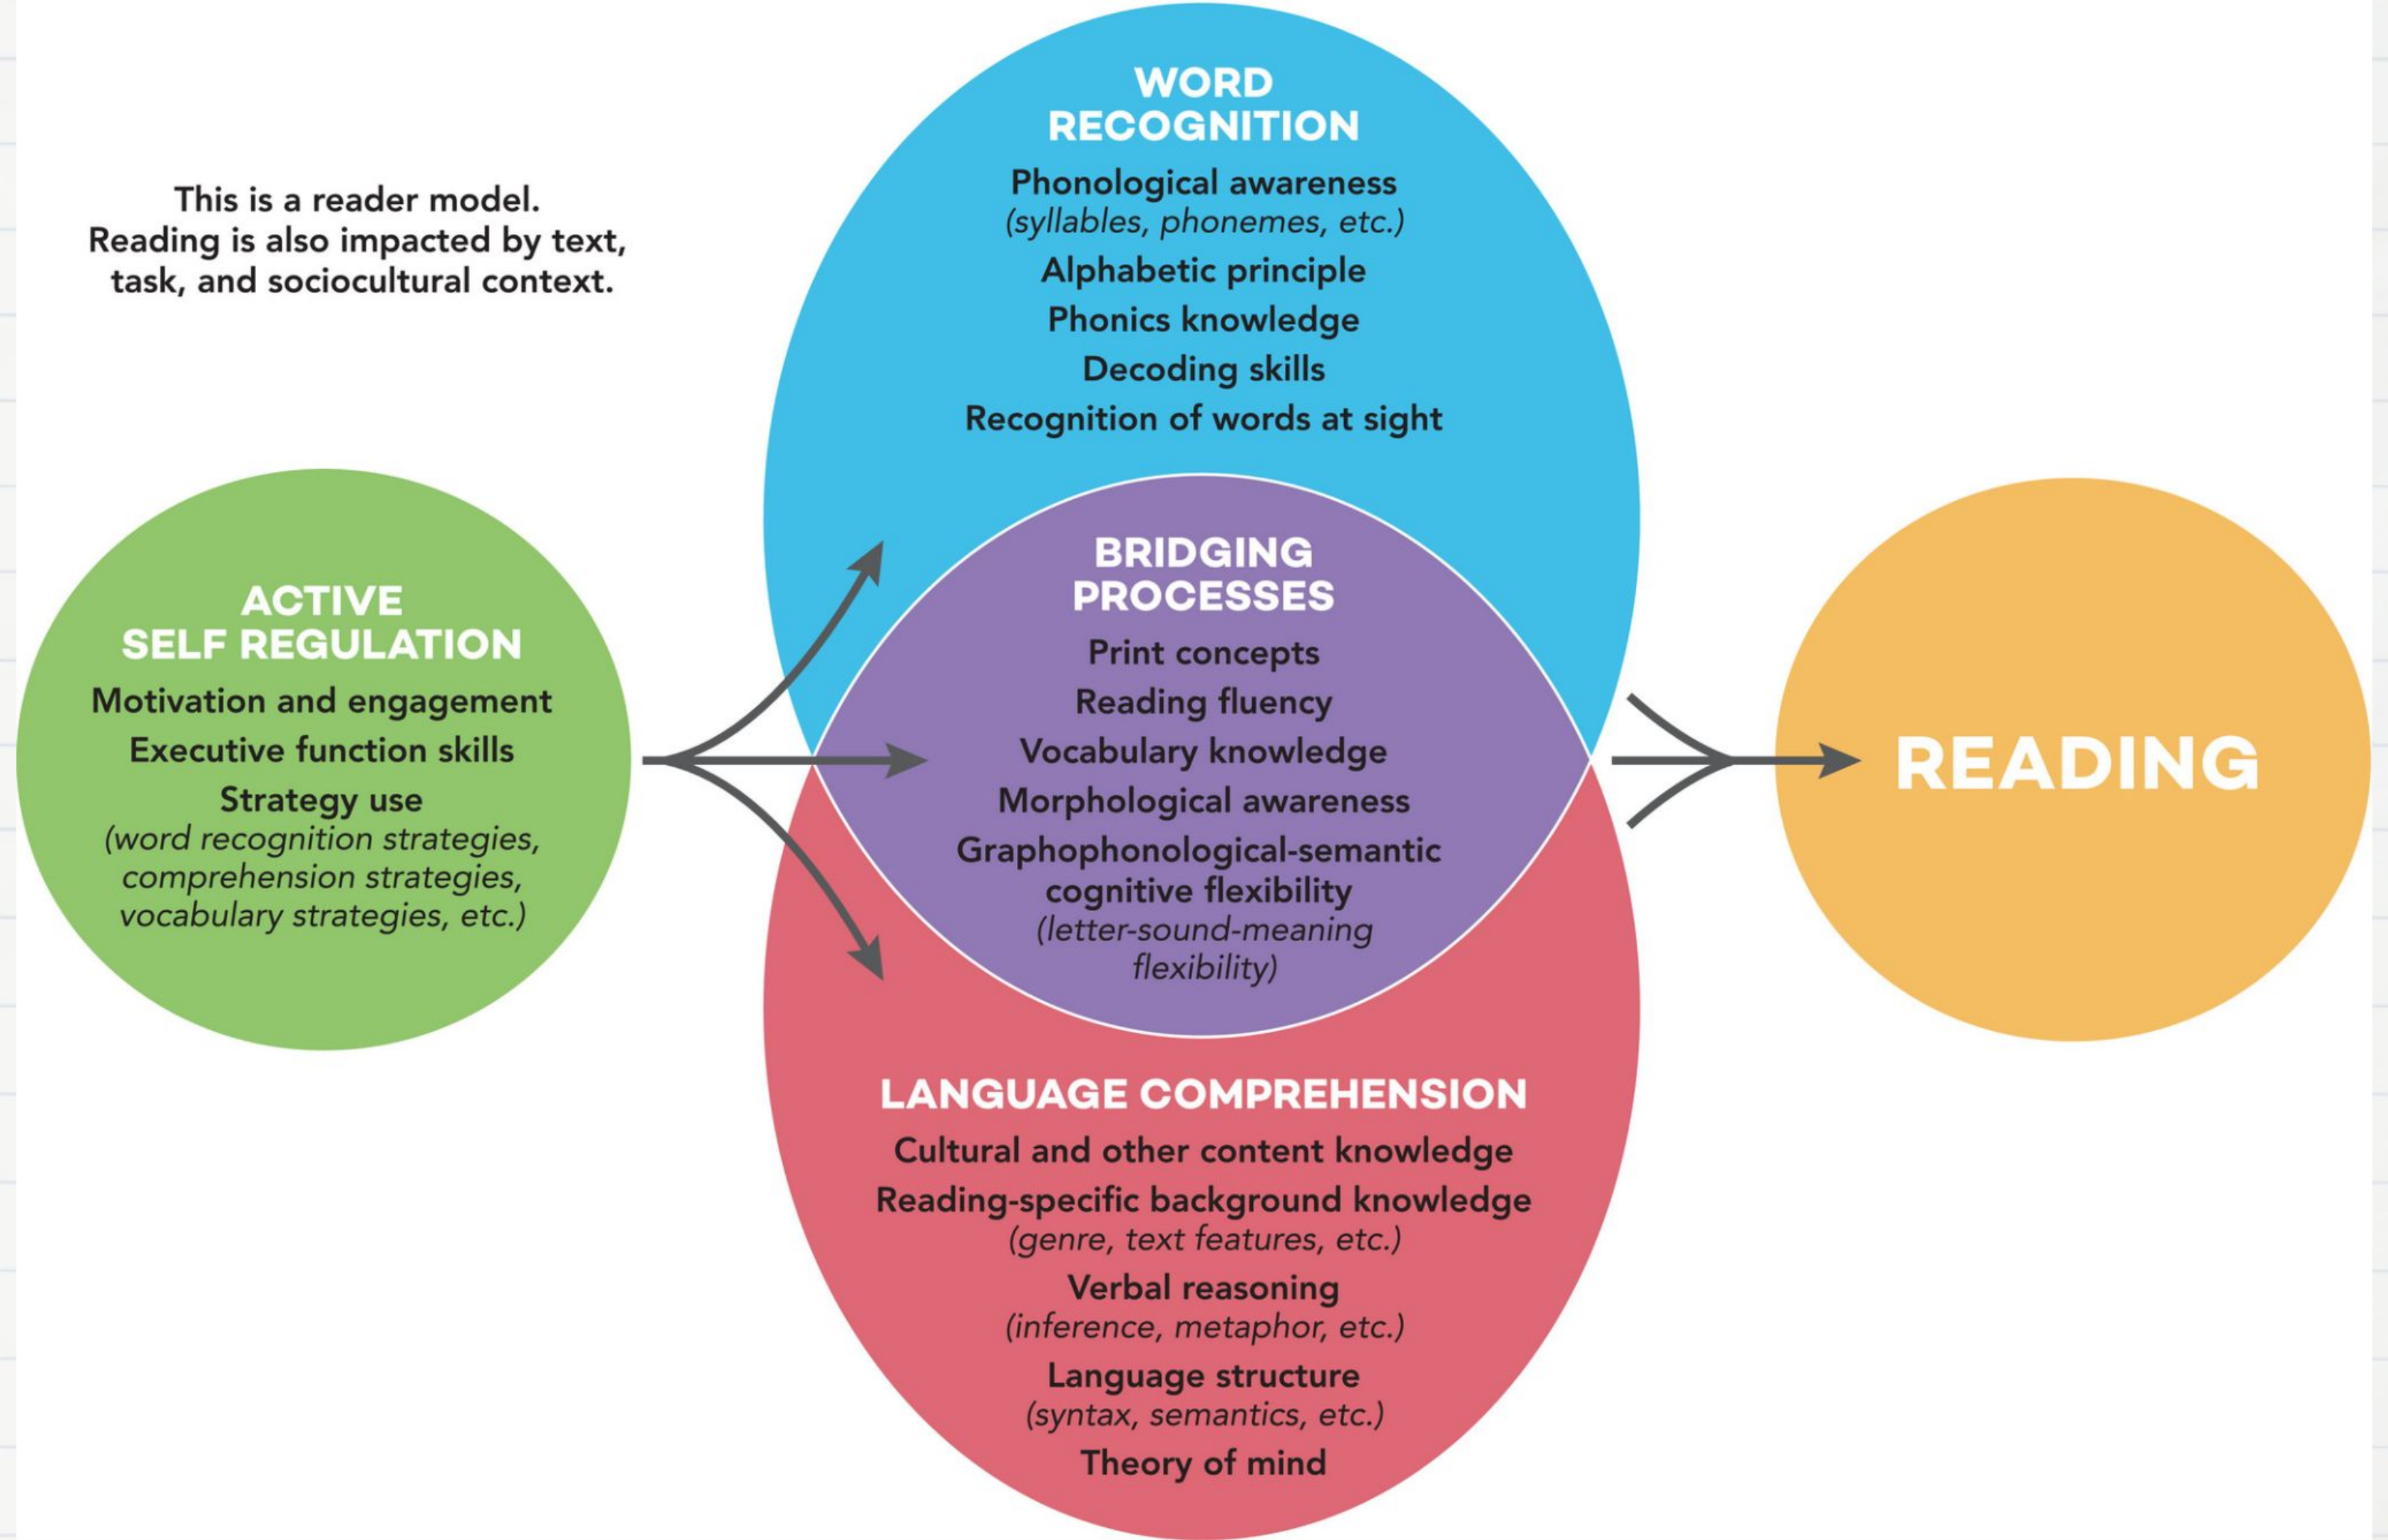 This is a reader model.
Reading is also impacted by text,
task, and sociocultural context.
ACTIVE
SELF REGULATION
Motivation and engagement
Executive function skills
Strategy use
(word recognition strategies,
comprehension strategies,
vocabulary strategies, etc.)
WORD
RECOGNITION
Phonological awareness
(syllables, phonemes, etc.)
Alphabetic principle
Phonics knowledge
Decoding skills
Recognition of words at sight
BRIDGING
PROCESSES
Print concepts
Reading fluency
Vocabulary knowledge
Morphological awareness
Graphophonological-semantic
cognitive flexibility
(letter-sound-meaning
flexibility)
LANGUAGE COMPREHENSION
Cultural and other content knowledge
Reading-specific background knowledge
(genre, text features, etc.)
Verbal reasoning
(inference, metaphor, etc.)
Language structure
(syntax, semantics, etc.)
Theory of mind
READING